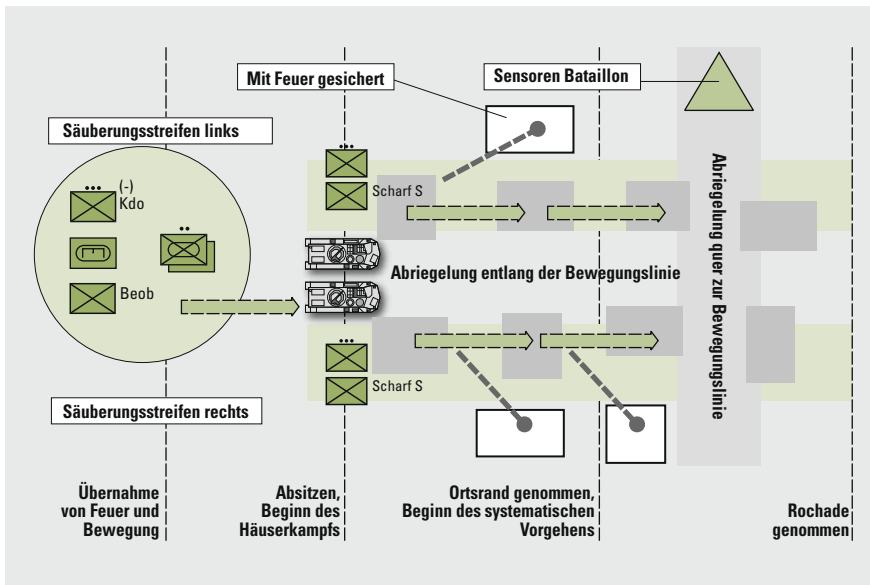 Mit Feuer gesichert
Sensoren Bataillon
Säuberungsstreifen links
(-)
Kdo
Beob
Scharf S
Abriegelung entlang der Bewegungslinie
Scharf S
Abriegelung quer zur Bewegungslinie
Säuberungsstreifen rechts
Übernahme
von Feuer und
Bewegung
Absitzen,
Beginn des
Häuserkampfs
Ortsrand genommen,
Beginn des systematischen
Vorgehens
Rochade
genommen